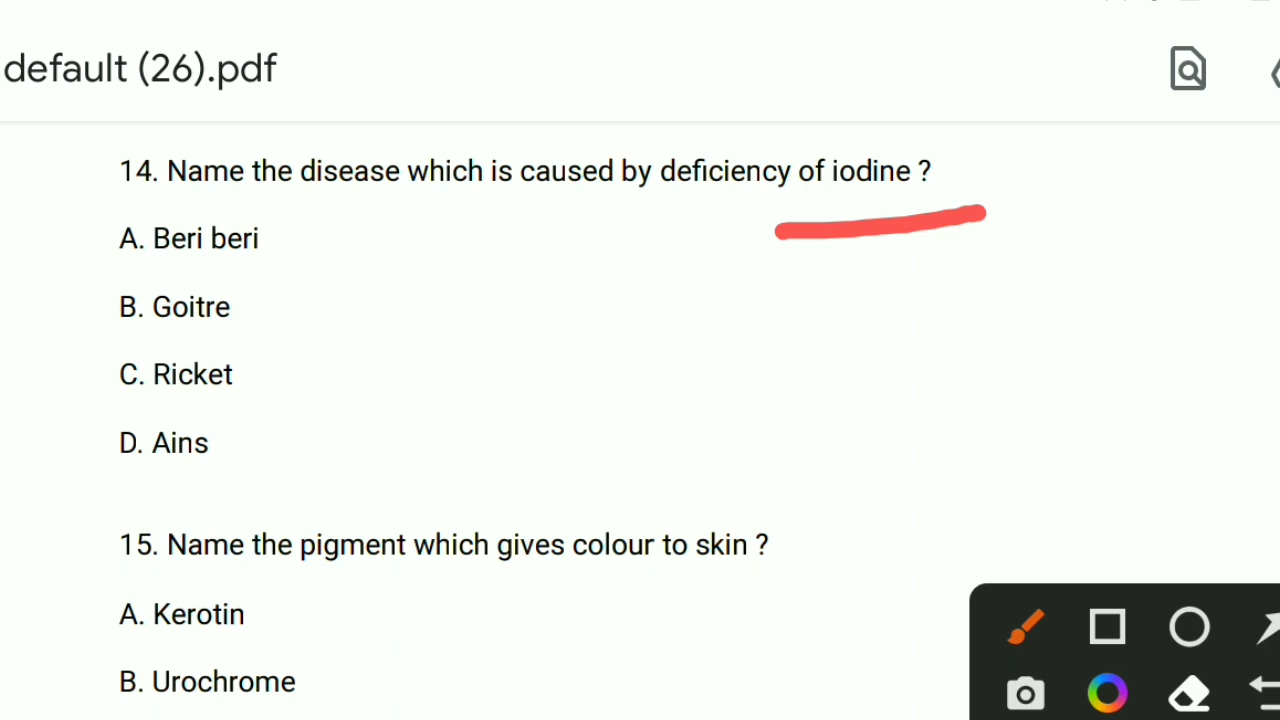 default (26).pdf
14. Name the disease which is caused by deficiency of iodine ?
A. Beri beri
B. Goitre
C. Ricket
D. Ains
15. Name the pigment which gives colour to skin ?
A. Kerotin
B. Urochrome